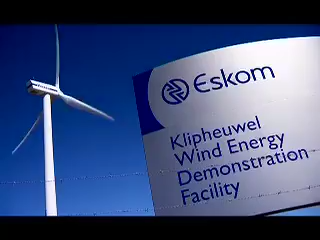 Eskom
Klipheuwel
Wind Energy
Demonstration
Facility